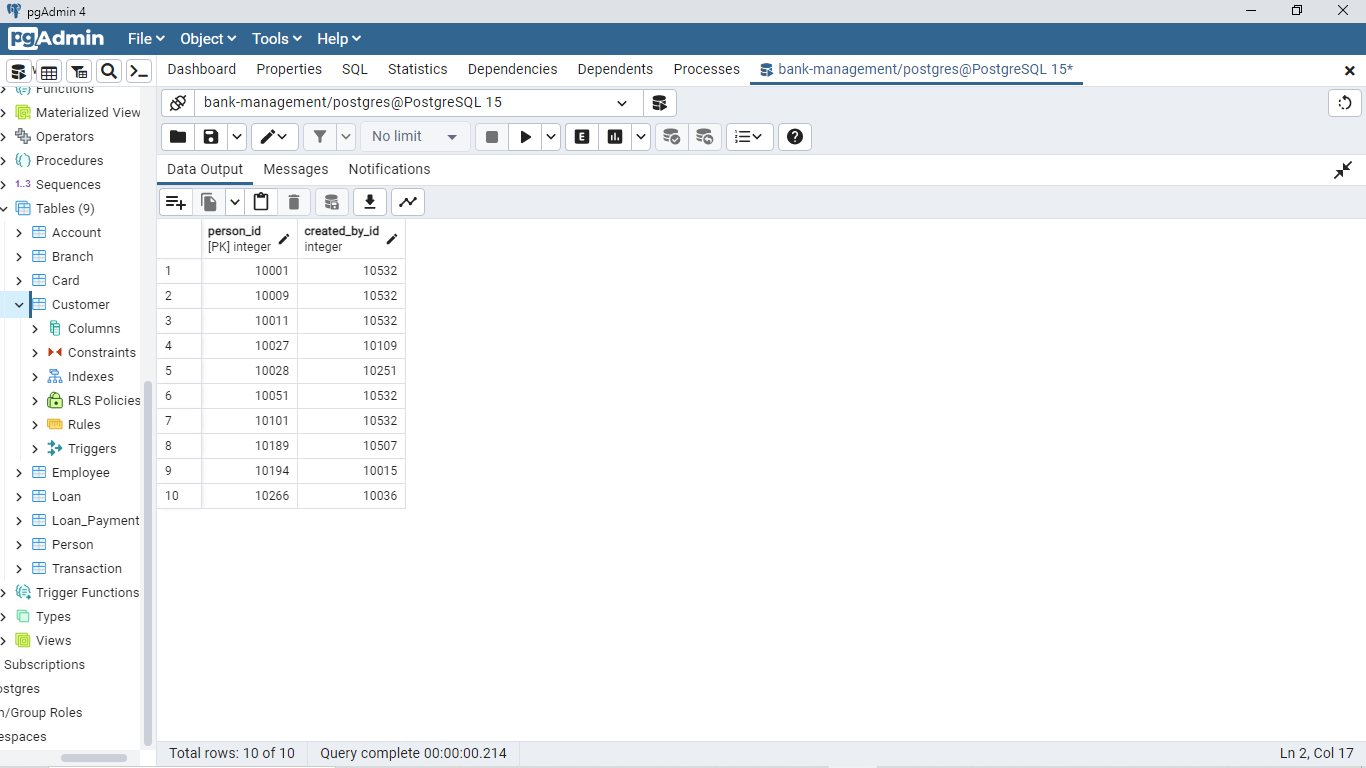 pgAdmin 4
pgAdmin File Object Tools Help
Dashboard Properties SQL Statistics Dependencies Dependents Processes bank-management/postgres@PostgreSQL 15*
Functions
bank-management/postgres@PostgreSQL 15
Materialized View
Operators
No limit
E
Procedures
Data Output Messages Notifications
1..3 Sequences
Tables (9)
Account
Branch
Card
Customer
Columns
Constraints
Indexes
RLS Policies
Rules
Triggers
Employee
Loan
Loan_Payment
Person
Transaction
Trigger Functions
Types
Views
Subscriptions
ostgres
n/Group Roles
espaces
person_id created_by_id
[PK] integer integer
1 10001 10532
2 10009 10532
3 10011 10532
4 10027 10109
5 10028 10251
6 10051 10532
7 10101 10532
8 10189 10507
9 10194 10015
10 10266 10036
Total rows: 10 of 10 Query complete 00:00:00.214 Ln 2, Col 17